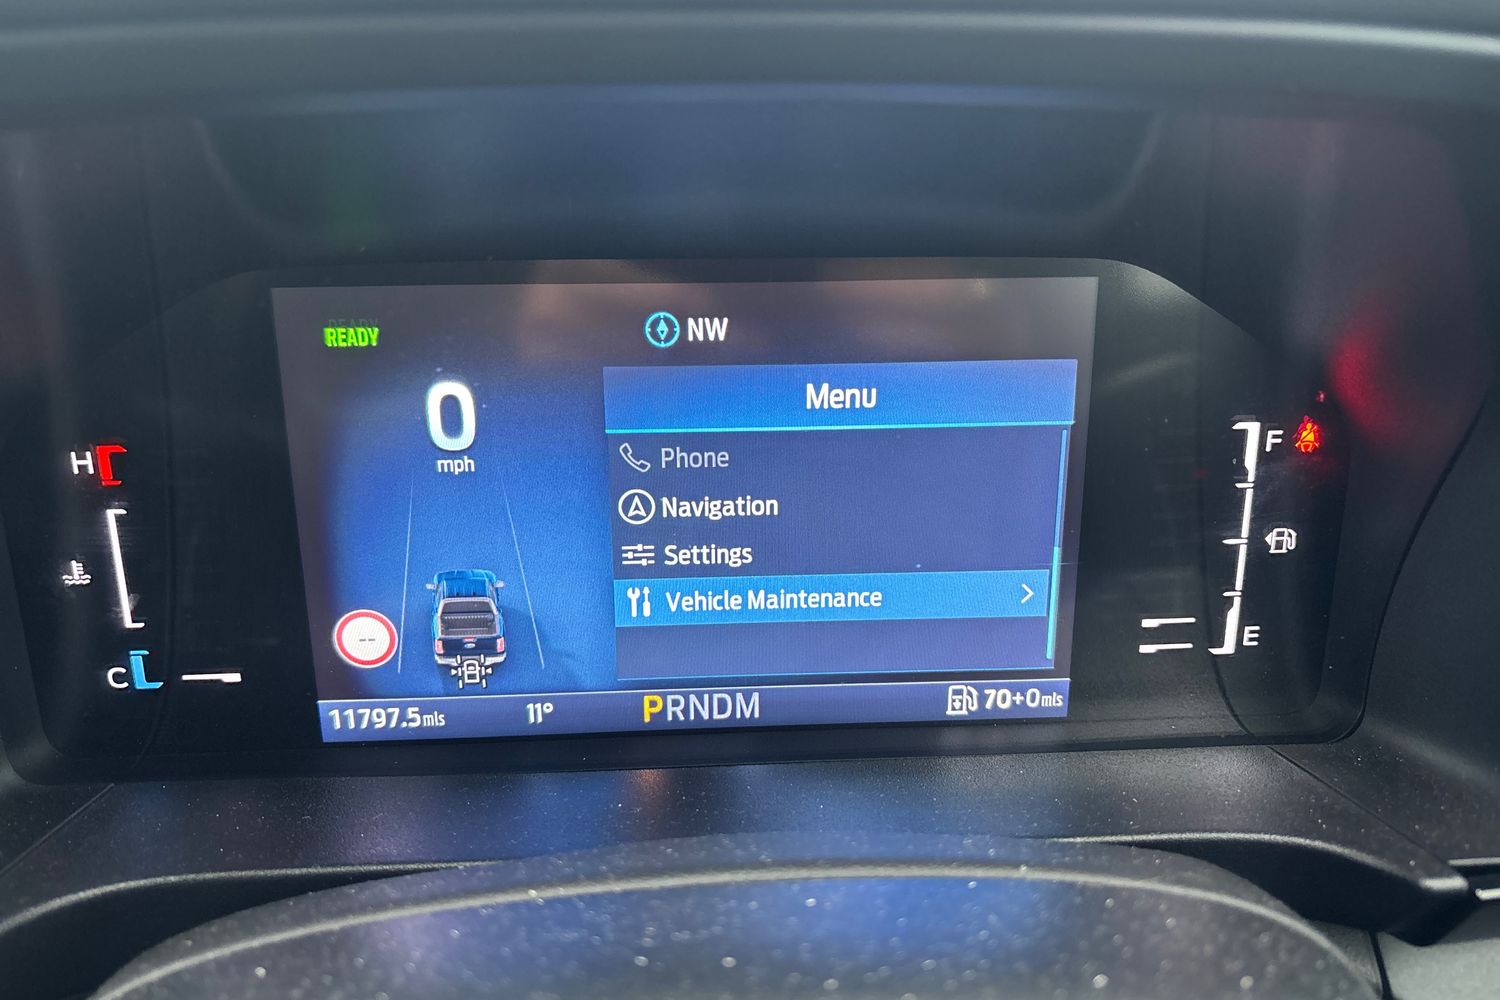 READY
NW
0
mph
Menu
Phone
Navigation
Settings
Vehicle Maintenance
--
H
C
F
E
11797.5mls
11°
PRNDM
70+0mls